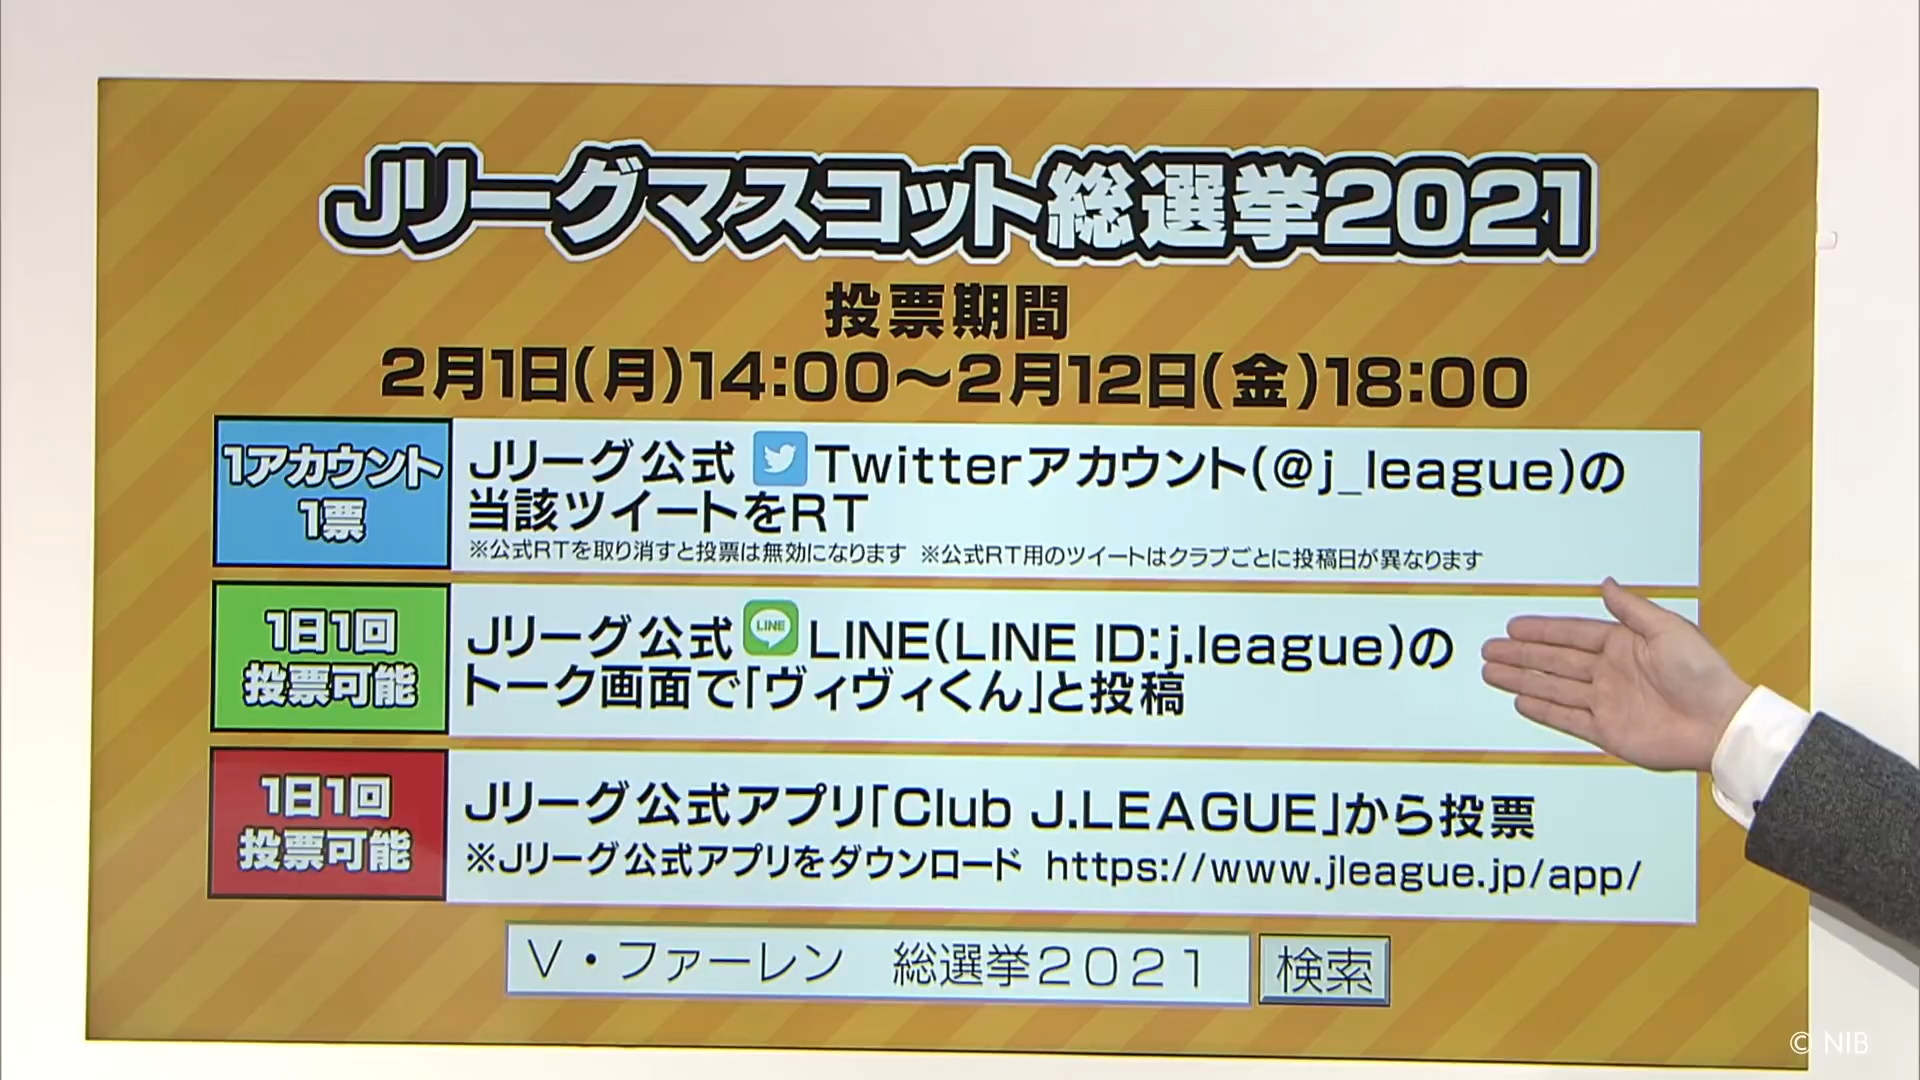 Jリーグマスコット総選挙2021
投票期間
2月1日(月)14:00～2月12日(金)18:00
1アカウント
1票
Jリーグ公式 Twitterアカウント(@j_league)の
当該ツイートをRT
※公式RTを取り消すと投票は無効になります ※公式RT用のツイートはクラブごとに投稿日が異なります
1日1回
投票可能
Jリーグ公式 LINE LINE(LINE ID:j.league)の
トーク画面で「ヴィヴィくん」と投稿
1日1回
投票可能
Jリーグ公式アプリ「Club J.LEAGUE」から投票
※Jリーグ公式アプリをダウンロード https://www.jleague.jp/app/
V・ファーレン 総選挙2021 検索
© NIB